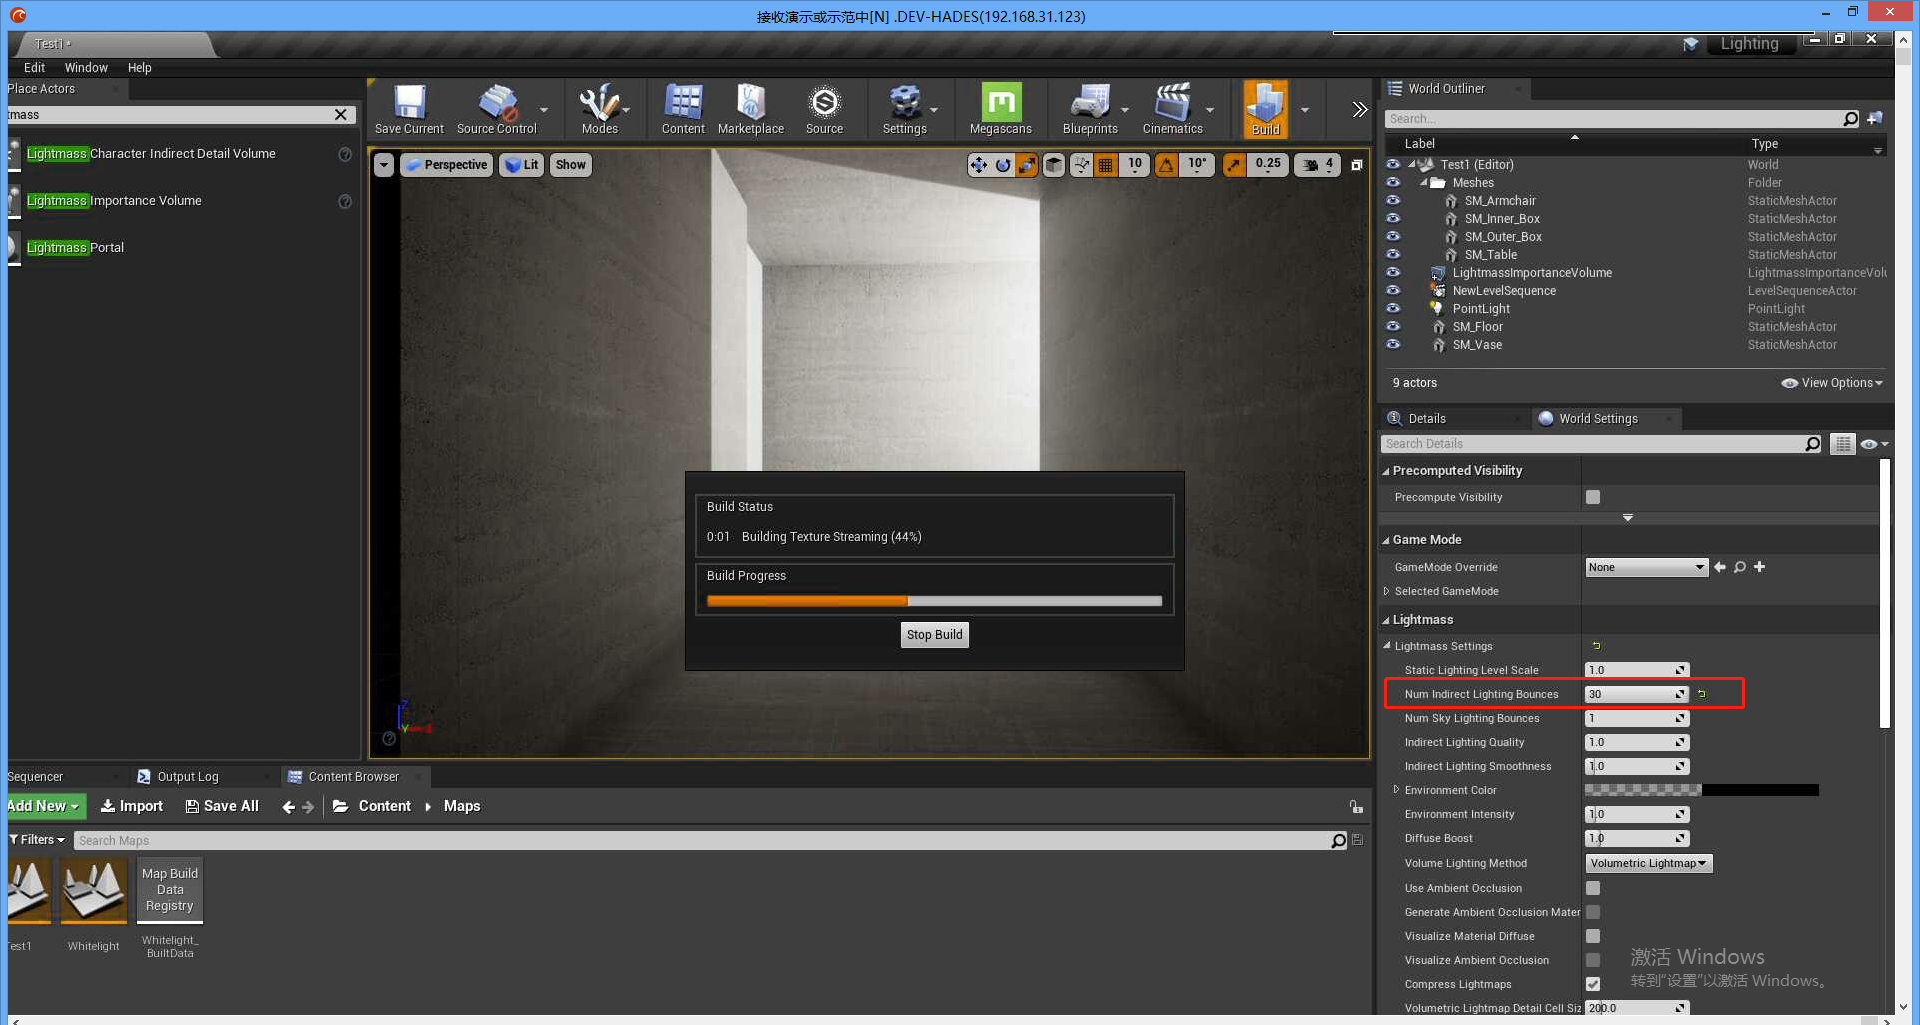 接收演示或示范中[N] .DEV-HADES(192.168.31.123)
Test1*
Lighting
Edit Window Help
Place Actors
tmass
Lightmass Character Indirect Detail Volume
Lightmass Importance Volume
Lightmass Portal
Save Current
Source Control
Modes
Content
Marketplace
Source
Settings
Megascans
Blueprints
Cinematics
Build
Perspective
Lit
Show
10
10°
0.25
4
Build Status
0:01 Building Texture Streaming (44%)
Build Progress
Stop Build
World Outliner
Search...
Label Type
Test1 (Editor) World
Meshes Folder
SM_Armchair StaticMeshActor
SM_Inner_Box StaticMeshActor
SM_Outer_Box StaticMeshActor
SM_Table StaticMeshActor
LightmassImportanceVolume LightmassImportanceVolu
NewLevelSequence LevelSequenceActor
PointLight PointLight
SM_Floor StaticMeshActor
SM_Vase StaticMeshActor
9 actors View Options
Details World Settings
Search Details
Precomputed Visibility
Precompute Visibility
Game Mode
GameMode Override None
Selected GameMode
Lightmass
Lightmass Settings
Static Lighting Level Scale 1.0
Num Indirect Lighting Bounces 30
Num Sky Lighting Bounces 1
Indirect Lighting Quality 1.0
Indirect Lighting Smoothness 1.0
Environment Color
Environment Intensity 1.0
Diffuse Boost 1.0
Volume Lighting Method Volumetric Lightmap
Use Ambient Occlusion
Generate Ambient Occlusion Mater
Visualize Material Diffuse
Visualize Ambient Occlusion
Compress Lightmaps
Volumetric Lightmap Detail Cell Siz 200.0
激活 Windows
转到“设置”以激活 Windows。
Sequencer Output Log Content Browser
Add New Import Save All Content Maps
Filters Search Maps
Map Build
Data
Registry
Test1
Whitelight
Whitelight_
BuiltData
Z
Y